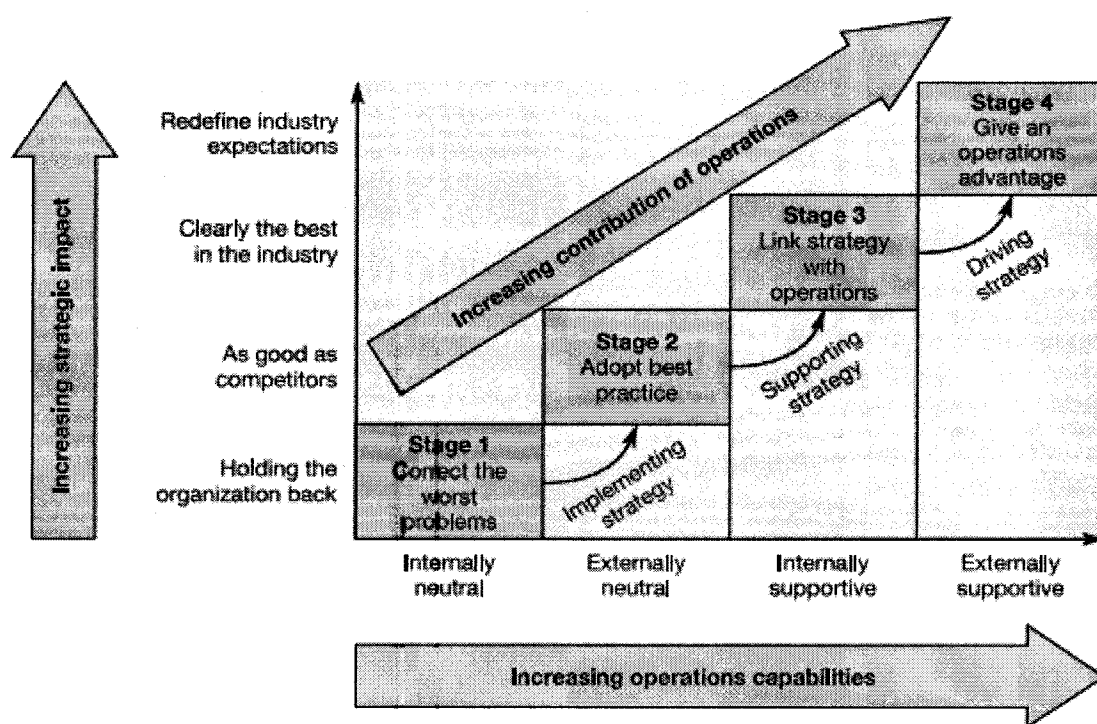 Increasing strategic impact
Redefine industry
expectations
Clearly the best
in the industry
As good as
competitors
Holding the
organization back
Increasing contribution of operations
Stage 1
Correct the
worst
problems
Implementing
strategy
Stage 2
Adopt best
practice
Supporting
strategy
Stage 3
Link strategy
with
operations
Driving
strategy
Stage 4
Give an
operations
advantage
Internally
neutral
Externally
neutral
Internally
supportive
Externally
supportive
Increasing operations capabilities